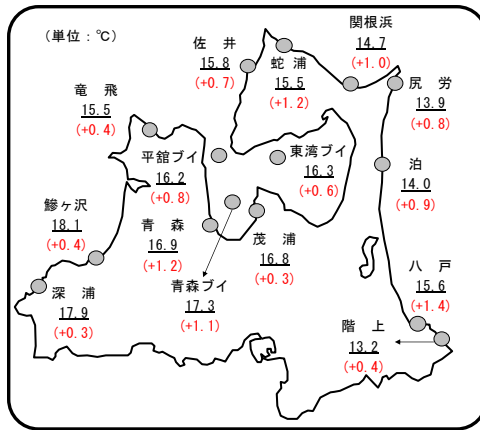 (単位：℃)
佐 井
15.8
(+0.7)
蛇 浦
15.5
(+1.2)
関根浜
14.7
(+1.0)
尻 労
13.9
(+0.8)
竜 飛
15.5
(+0.4)
平舘ブイ
16.2
(+0.8)
東湾ブイ
16.3
(+0.6)
泊
14.0
(+0.9)
鰺ヶ沢
18.1
(+0.4)
青 森
16.9
(+1.2)
茂 浦
16.8
(+0.3)
深 浦
17.9
(+0.3)
青森ブイ
17.3
(+1.1)
八 戸
15.6
(+1.4)
階 上
13.2
(+0.4)